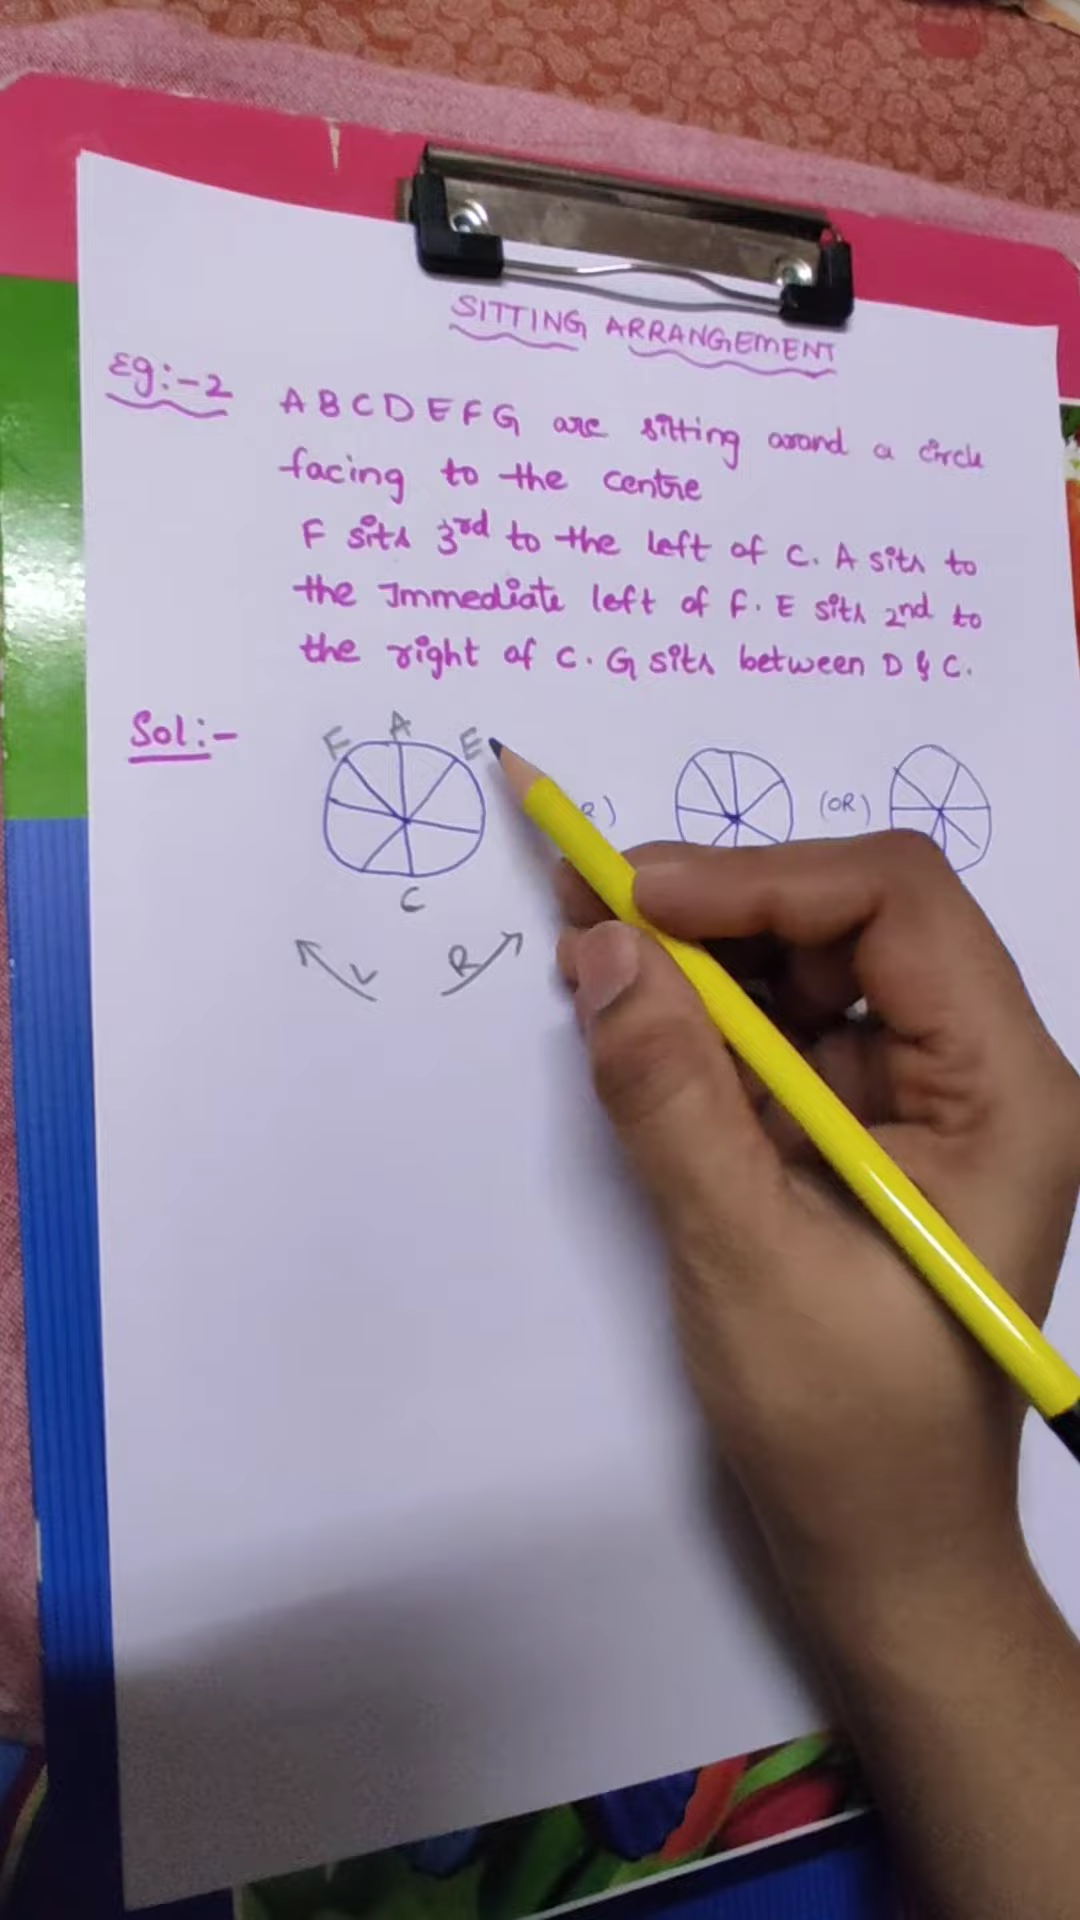 SITTING ARRANGEMENT
Eg:-2 A B C D E F G are sitting arond a circle
facing to the centre
F sits 3rd to the left of C. A sits to
the Immediate left of F. E sits 2nd to
the right of C. G sits between D & C.
Sol:-
F A E
R) (OR)
C
L R